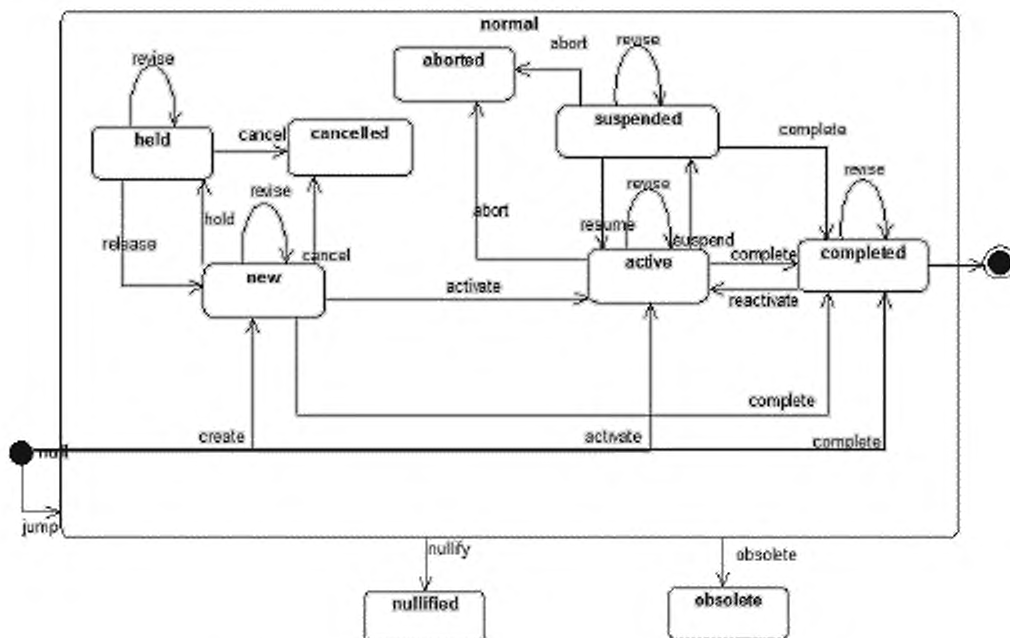 normal
revise
aborted
abort
revise
held
cancel
cancelled
suspended
complete
revise
hold
abort
resume
revise
suspend
revise
release
cancel
new
active
complete
completed
activate
reactivate
complete
create
activate
complete
null
jump
nullify
obsolete
nullified
obsolete